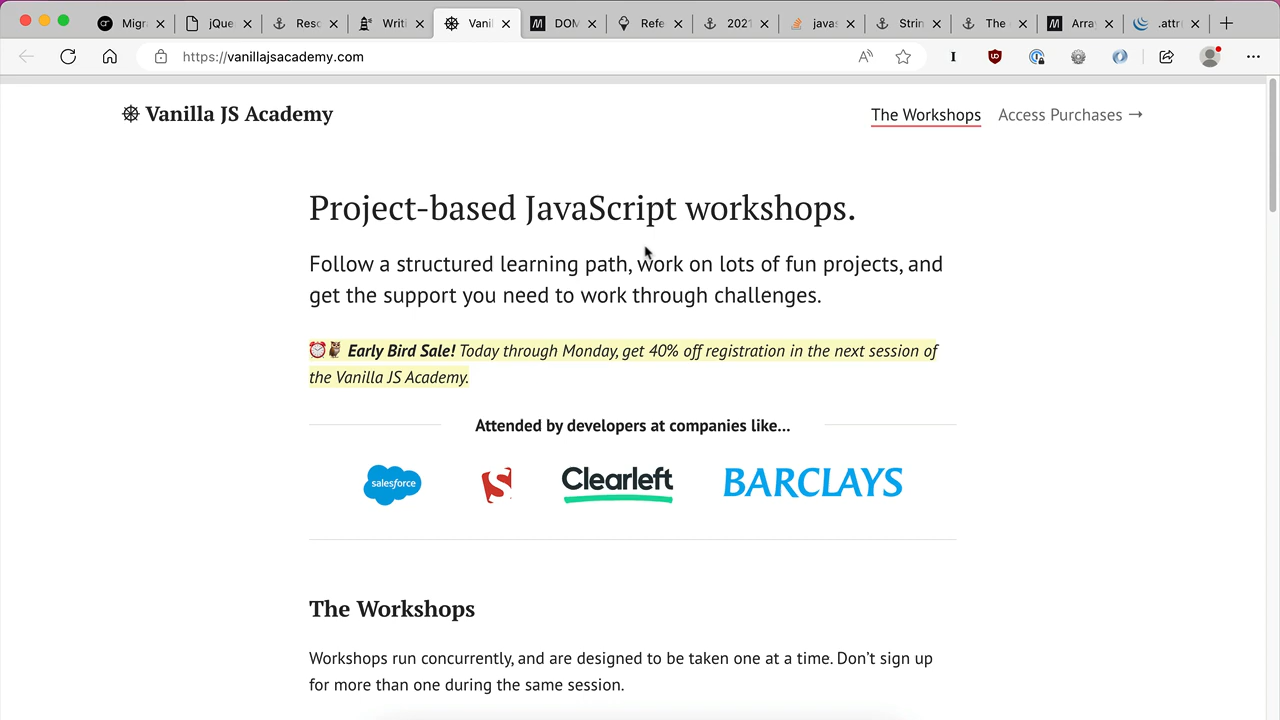 Migra
jQue
Reso
Writi
Vanil
DOM
Refe
2021
javas
Strin
The
Array
.attr
https://vanillajsacademy.com
Vanilla JS Academy
The Workshops
Access Purchases →
Project-based JavaScript workshops.
Follow a structured learning path, work on lots of fun projects, and
get the support you need to work through challenges.
⏰🦉 Early Bird Sale! Today through Monday, get 40% off registration in the next session of
the Vanilla JS Academy.
Attended by developers at companies like...
salesforce
S
Clearleft
BARCLAYS
The Workshops
Workshops run concurrently, and are designed to be taken one at a time. Don’t sign up
for more than one during the same session.